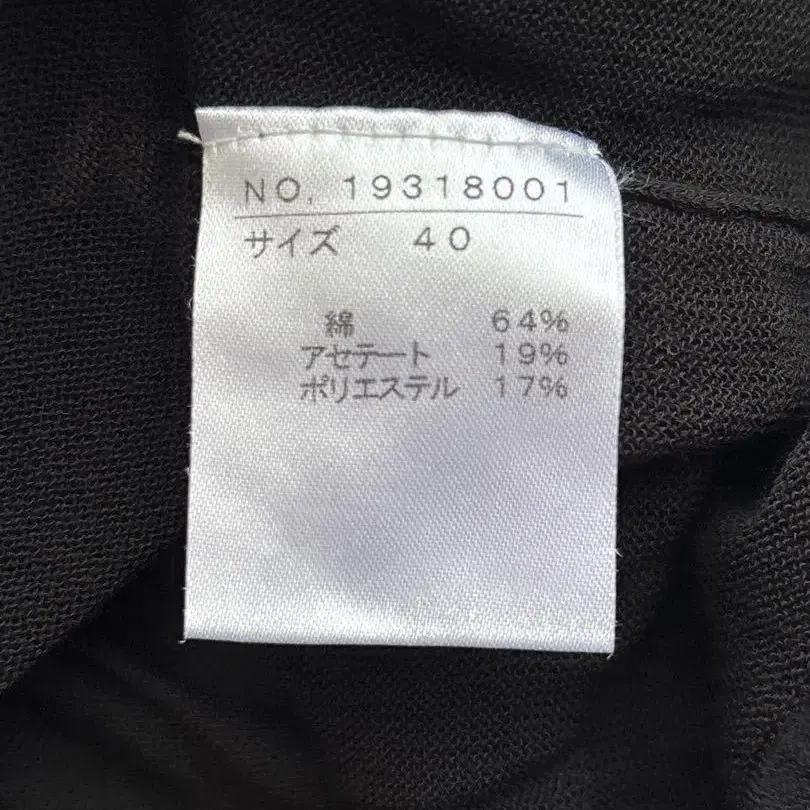 NO. 19318001
サイズ 40
綿 64%
アセテート 19%
ポリエステル 17%